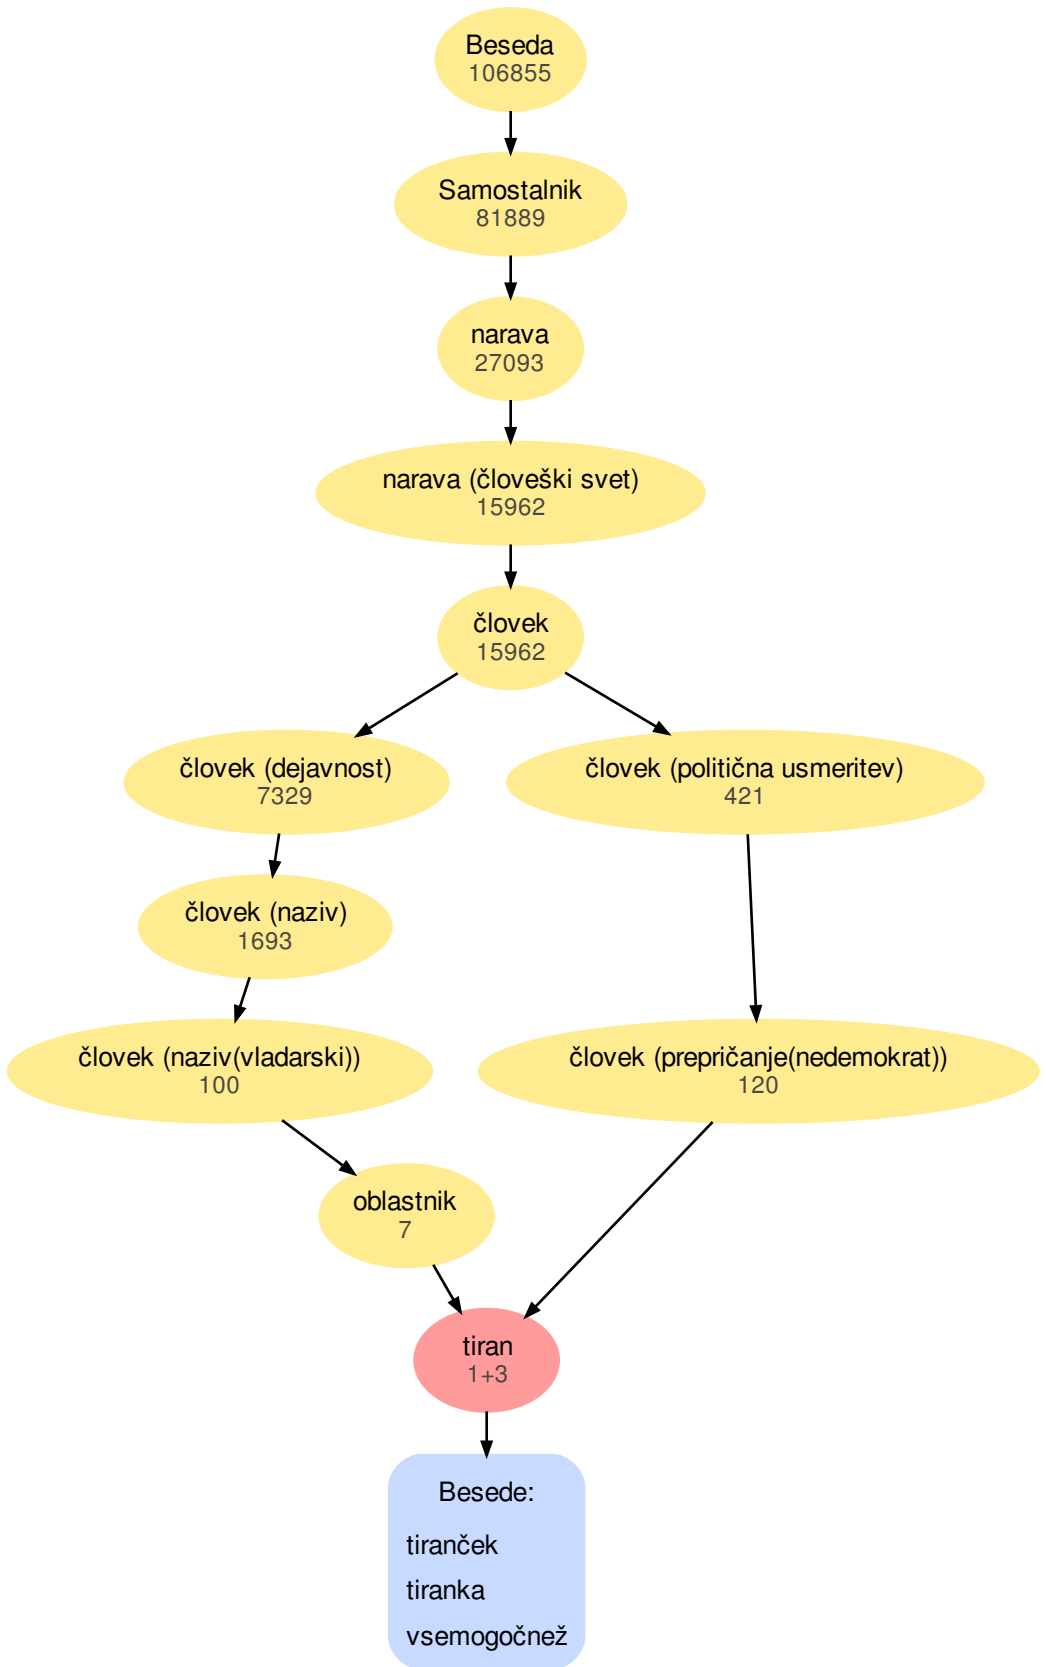 Beseda
106855
Samostalnik
81889
narava
27093
narava (človeški svet)
15962
človek
15962
človek (dejavnost)
7329
človek (politična usmeritev)
421
človek (naziv)
1693
človek (naziv(vladarski))
100
človek (prepričanje(nedemokrat))
120
oblastnik
7
tiran
1+3
Besede:
tiranček
tiranka
vsemogočnež